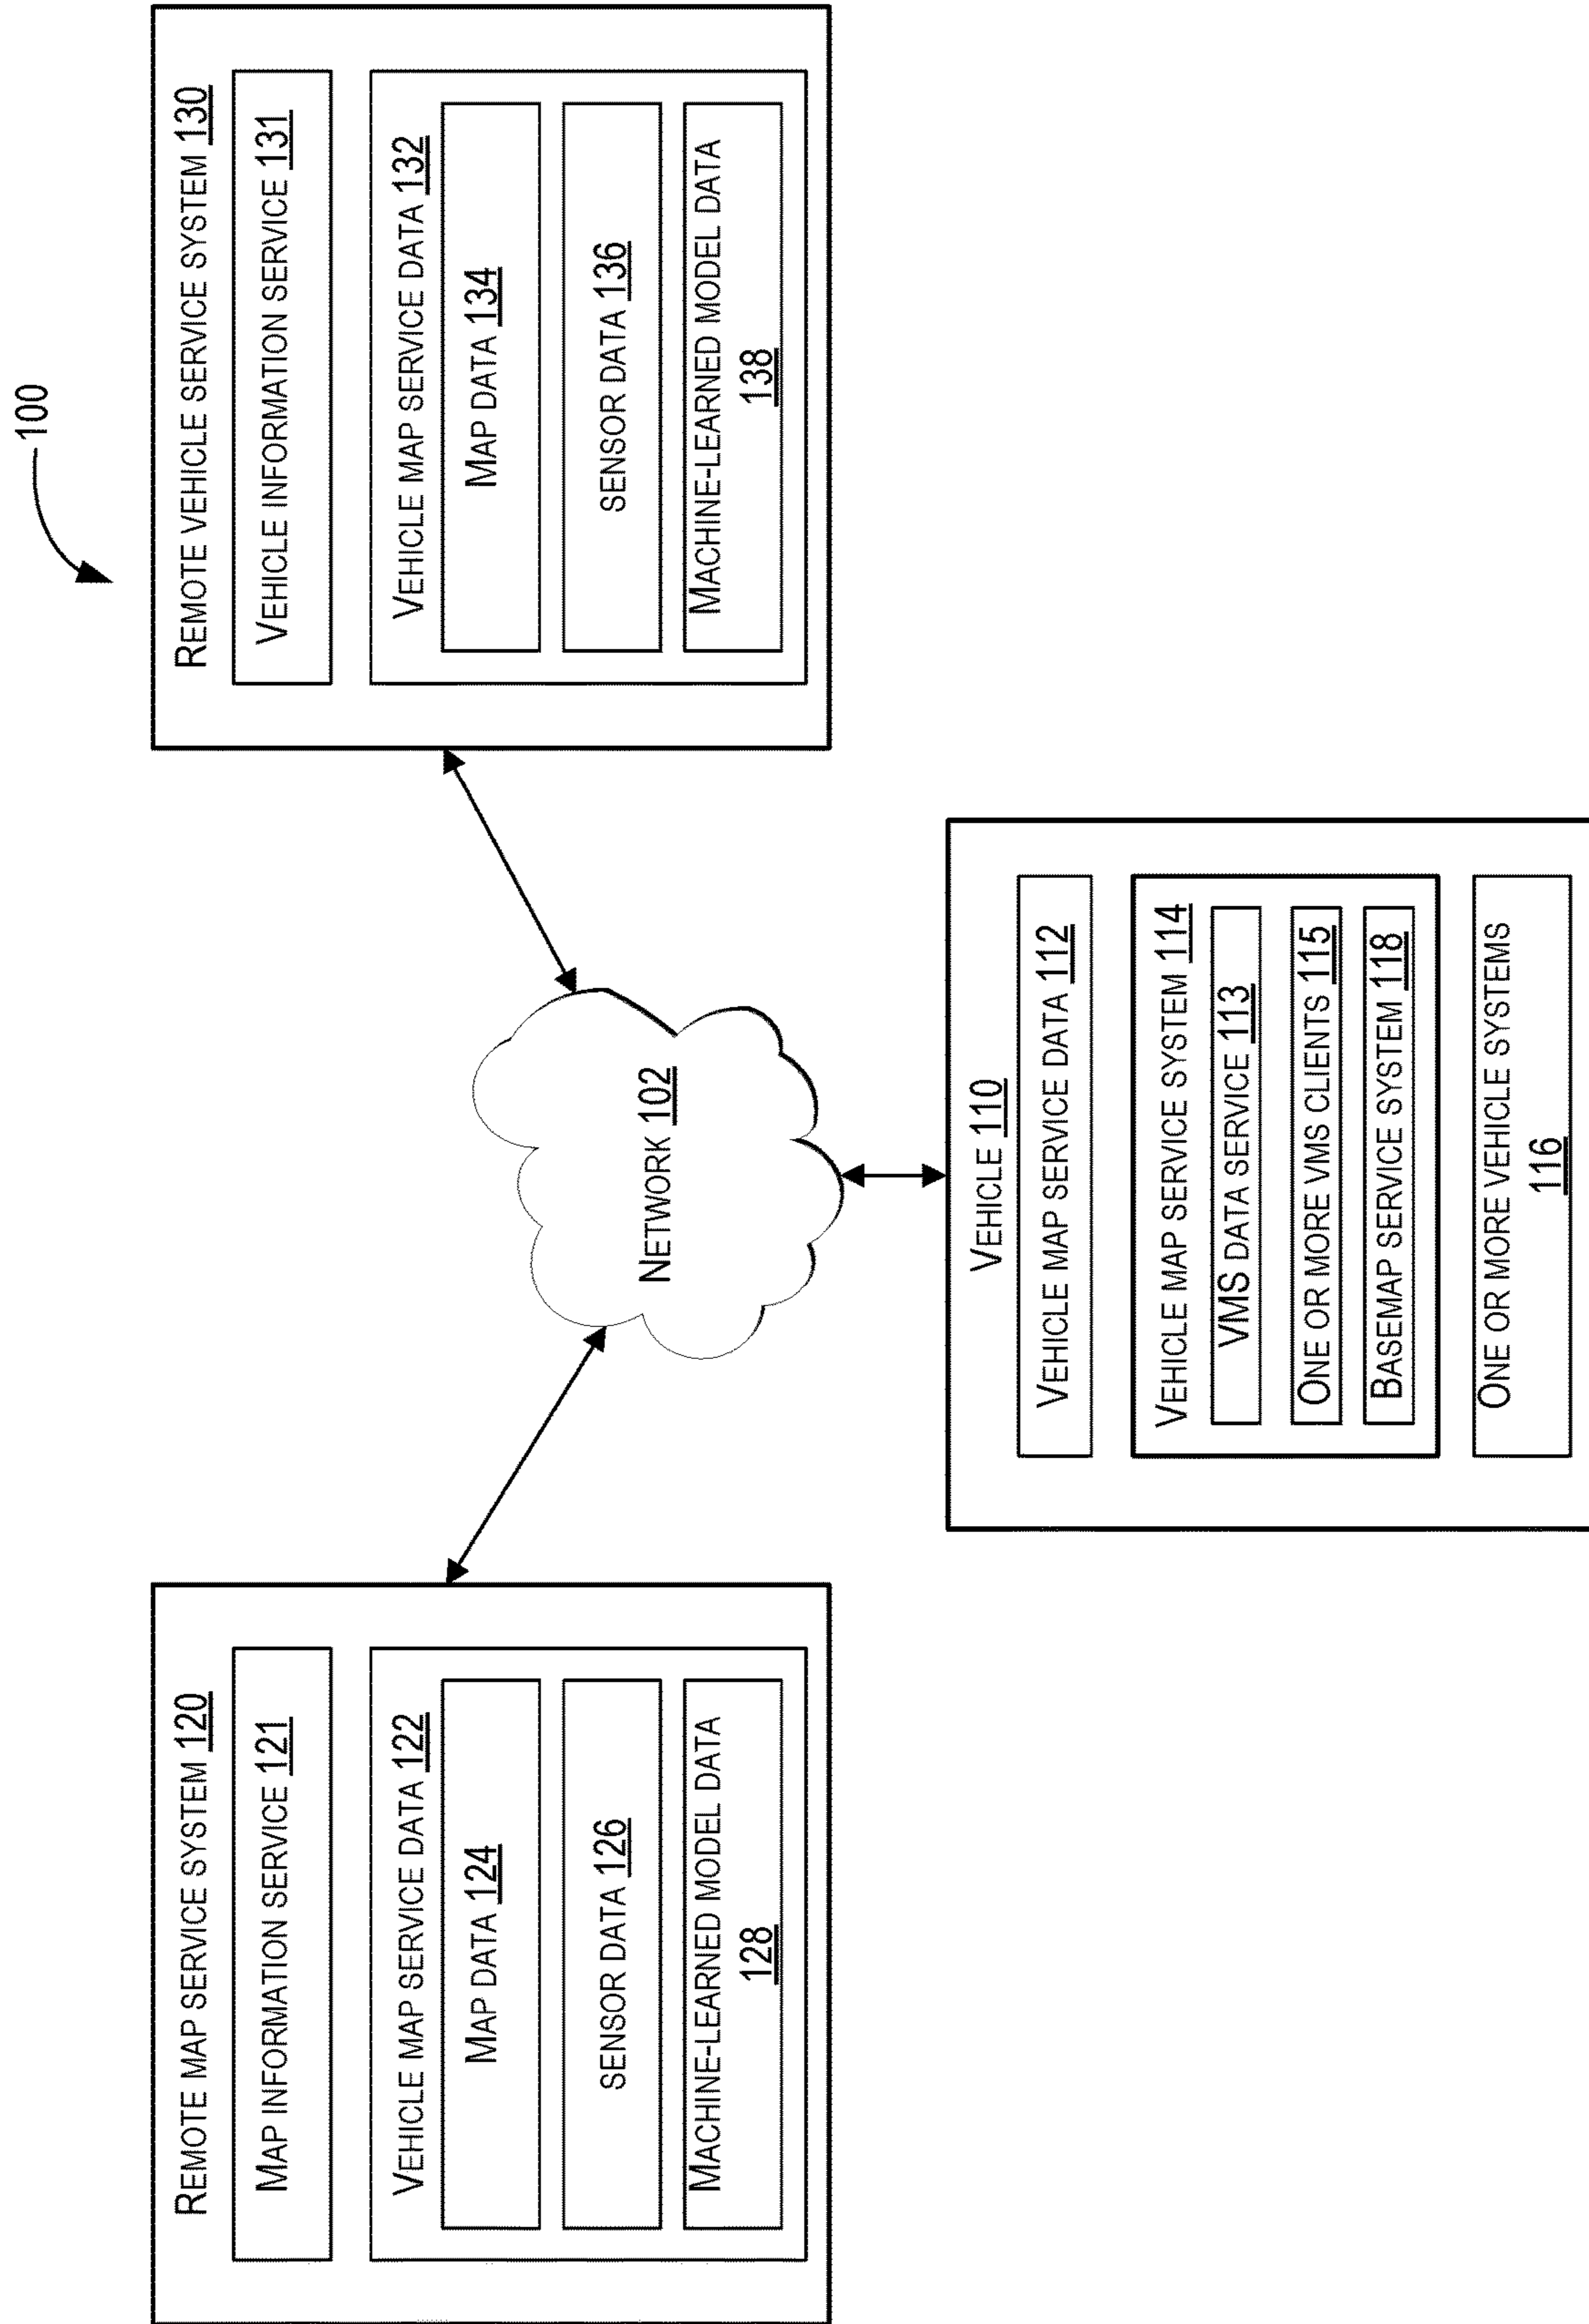 100
REMOTE MAP SERVICE SYSTEM 120
MAP INFORMATION SERVICE 121
VEHICLE MAP SERVICE DATA 122
MAP DATA 124
SENSOR DATA 126
MACHINE-LEARNED MODEL DATA
128
NETWORK 102
REMOTE VEHICLE SERVICE SYSTEM 130
VEHICLE INFORMATION SERVICE 131
VEHICLE MAP SERVICE DATA 132
MAP DATA 134
SENSOR DATA 136
MACHINE-LEARNED MODEL DATA
138
VEHICLE 110
VEHICLE MAP SERVICE DATA 112
VEHICLE MAP SERVICE SYSTEM 114
VMS DATA SERVICE 113
ONE OR MORE VMS CLIENTS 115
BASEMAP SERVICE SYSTEM 118
ONE OR MORE VEHICLE SYSTEMS
116